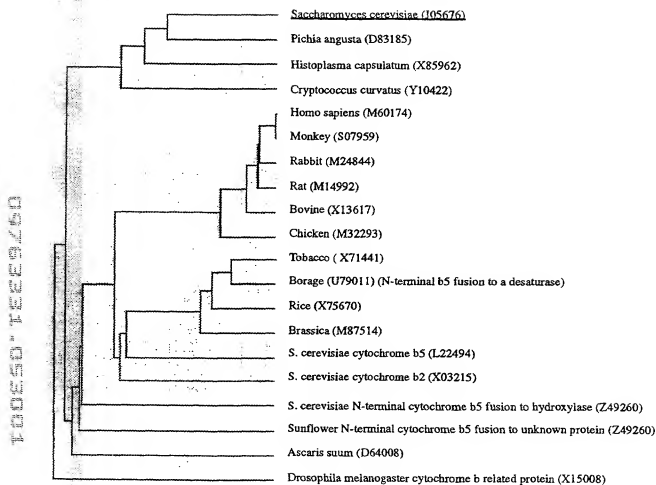 Saccharomyces cerevisiae (J05676)
Pichia angusta (D83185)
Histoplasma capsulatum (X85962)
Cryptococcus curvatus (Y10422)
Homo sapiens (M60174)
Monkey (S07959)
Rabbit (M24844)
Rat (M14992)
Bovine (X13617)
Chicken (M32293)
Tobacco ( X71441)
Borage (U79011) (N-terminal b5 fusion to a desaturase)
Rice (X75670)
Brassica (M87514)
S. cerevisiae cytochrome b5 (L22494)
S. cerevisiae cytochrome b2 (X03215)
S. cerevisiae N-terminal cytochrome b5 fusion to hydroxylase (Z49260)
Sunflower N-terminal cytochrome b5 fusion to unknown protein (Z49260)
Ascaris suum (D64008)
Drosophila melanogaster cytochrome b related protein (X15008)